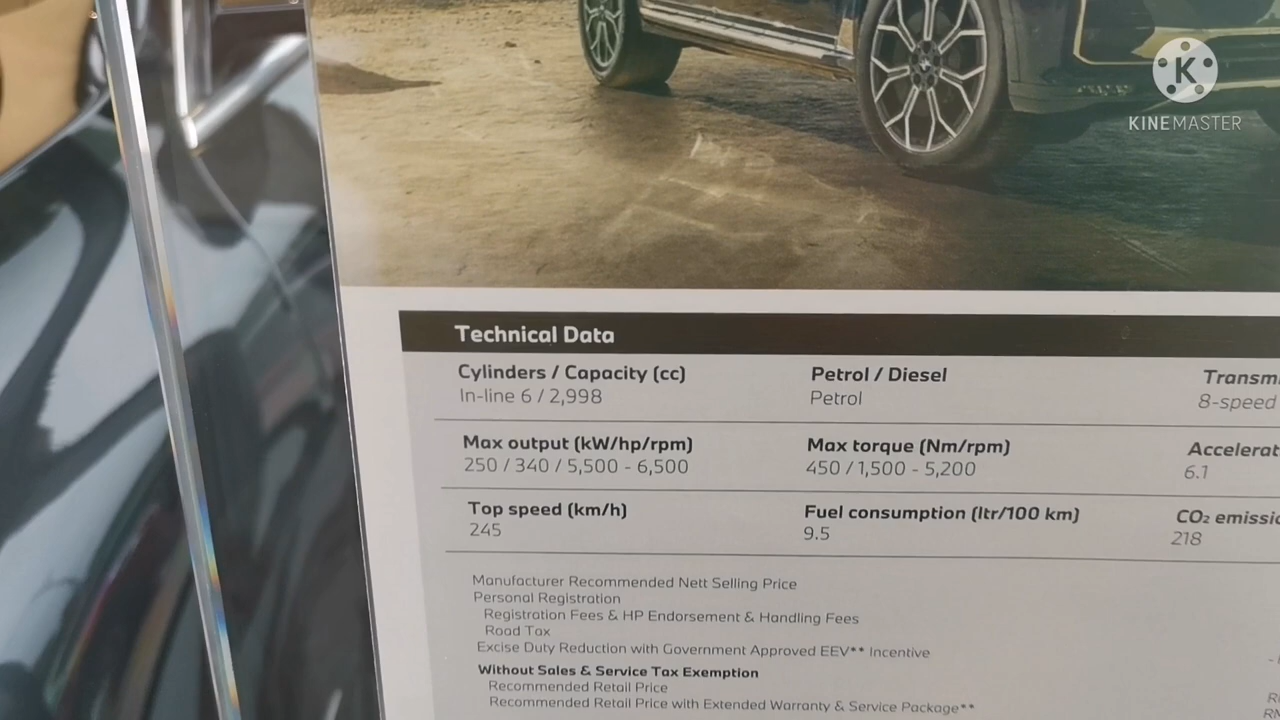 K
KINEMASTER
Technical Data
Cylinders / Capacity (cc)
In-line 6 / 2,998
Petrol / Diesel
Petrol
8-speed
Max output (kW/hp/rpm)
250 / 340 / 5,500 - 6,500
Max torque (Nm/rpm)
450 / 1,500 - 5,200
6.1
Top speed (km/h)
245
Fuel consumption (ltr/100 km)
9.5
CO₂
218
Manufacturer Recommended Nett Selling Price
Personal Registration
Registration Fees & HP Endorsement & Handling Fees
Road Tax
Excise Duty Reduction with Government Approved EEV** Incentive
Without Sales & Service Tax Exemption
Recommended Retail Price
Recommended Retail Price with Extended Warranty & Service Package**